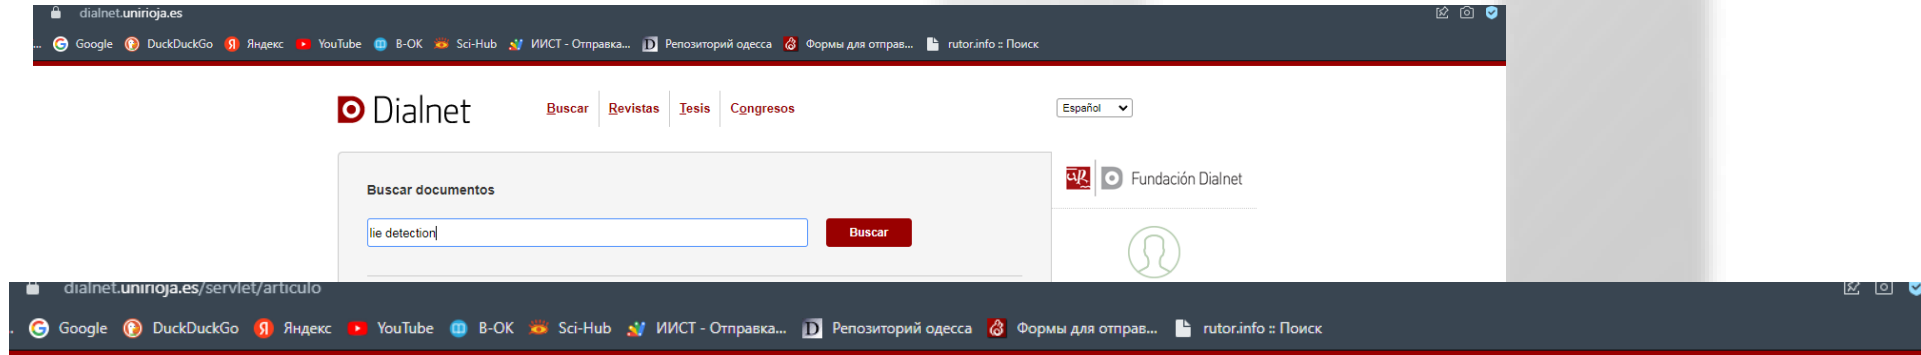 dialnet.unirioja.es
... Google DuckDuckGo Яндекс YouTube B-OK Sci-Hub ИИСТ - Отправка... Репозиторий одесса Формы для отправ... rutor.info :: Поиск
Dialnet Buscar Revistas Tesis Congresos Español
Fundación Dialnet
Buscar documentos
lie detection Buscar
dialnet.unirioja.es/servlet/articulo
. Google DuckDuckGo Яндекс YouTube B-OK Sci-Hub ИИСТ - Отправка... Репозиторий одесса Формы для отправ... rutor.info :: Поиск